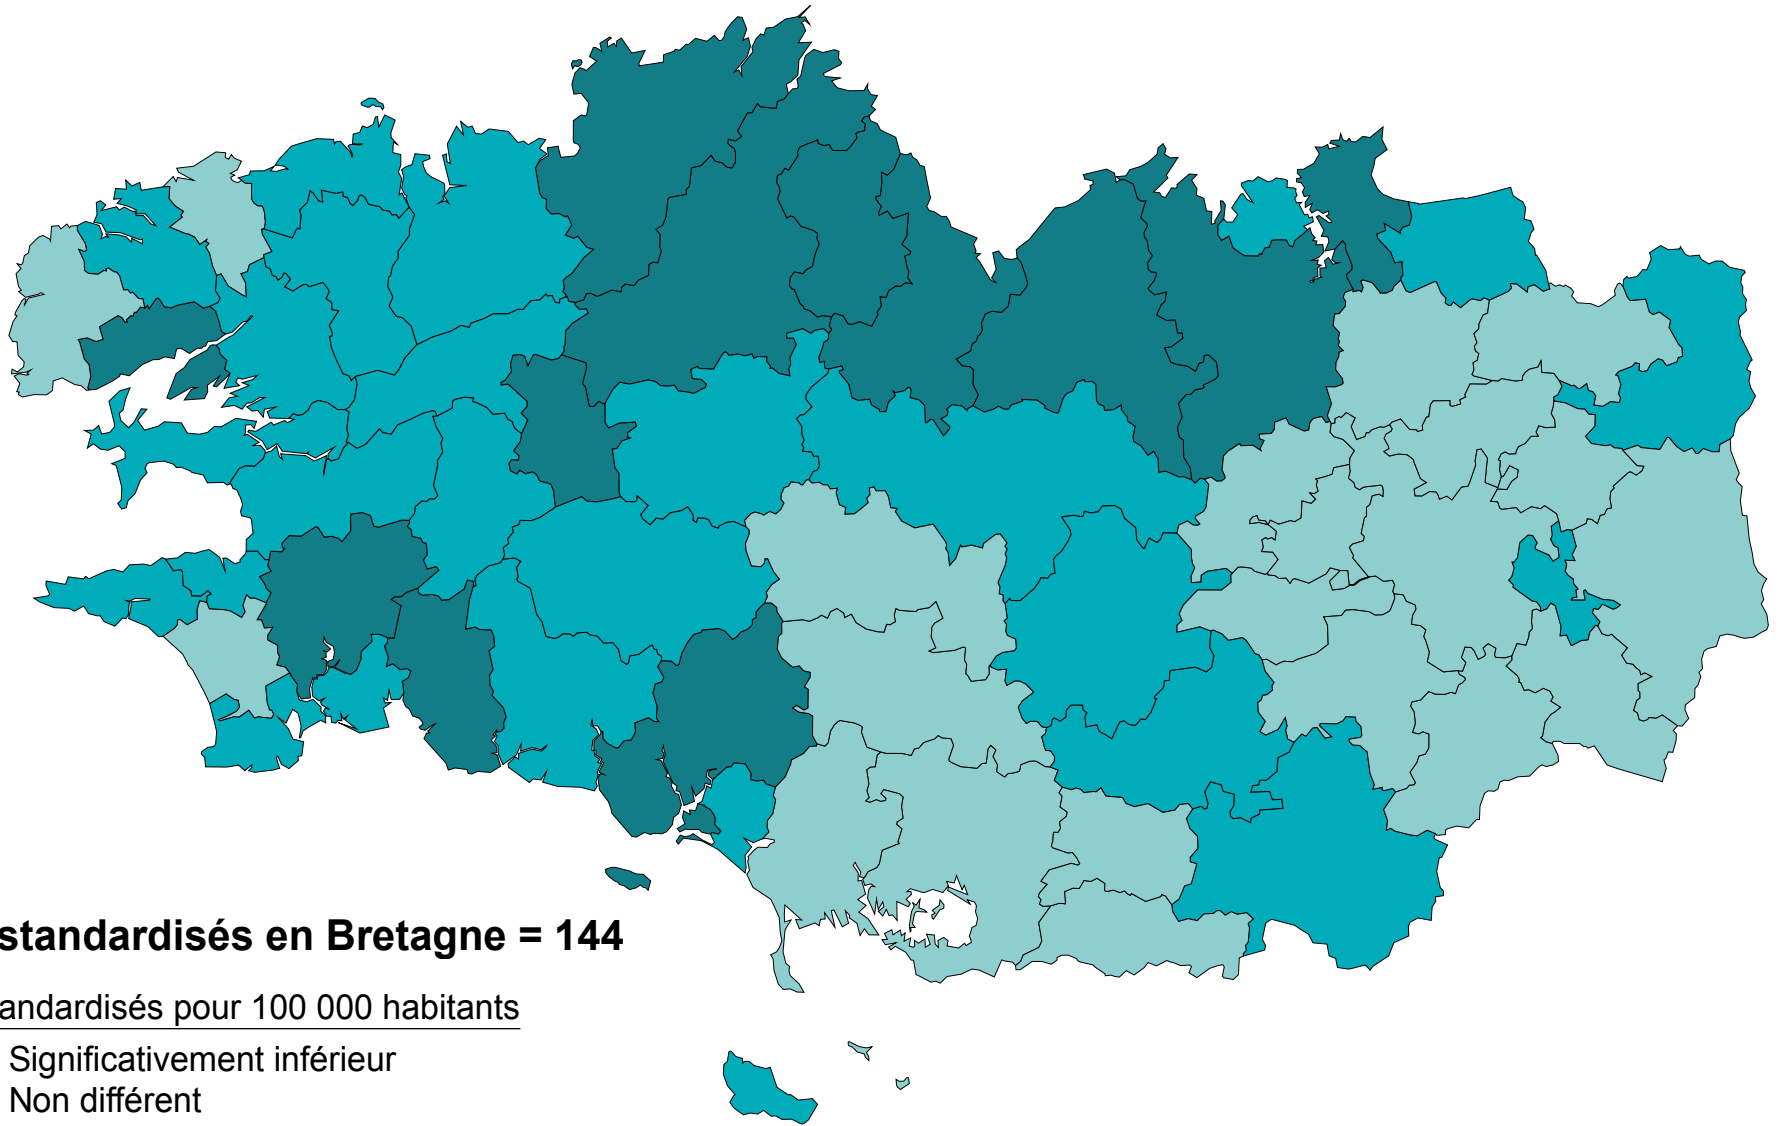 standardisés en Bretagne = 144
andardisés pour 100 000 habitants
Significativement inférieur
Non différent